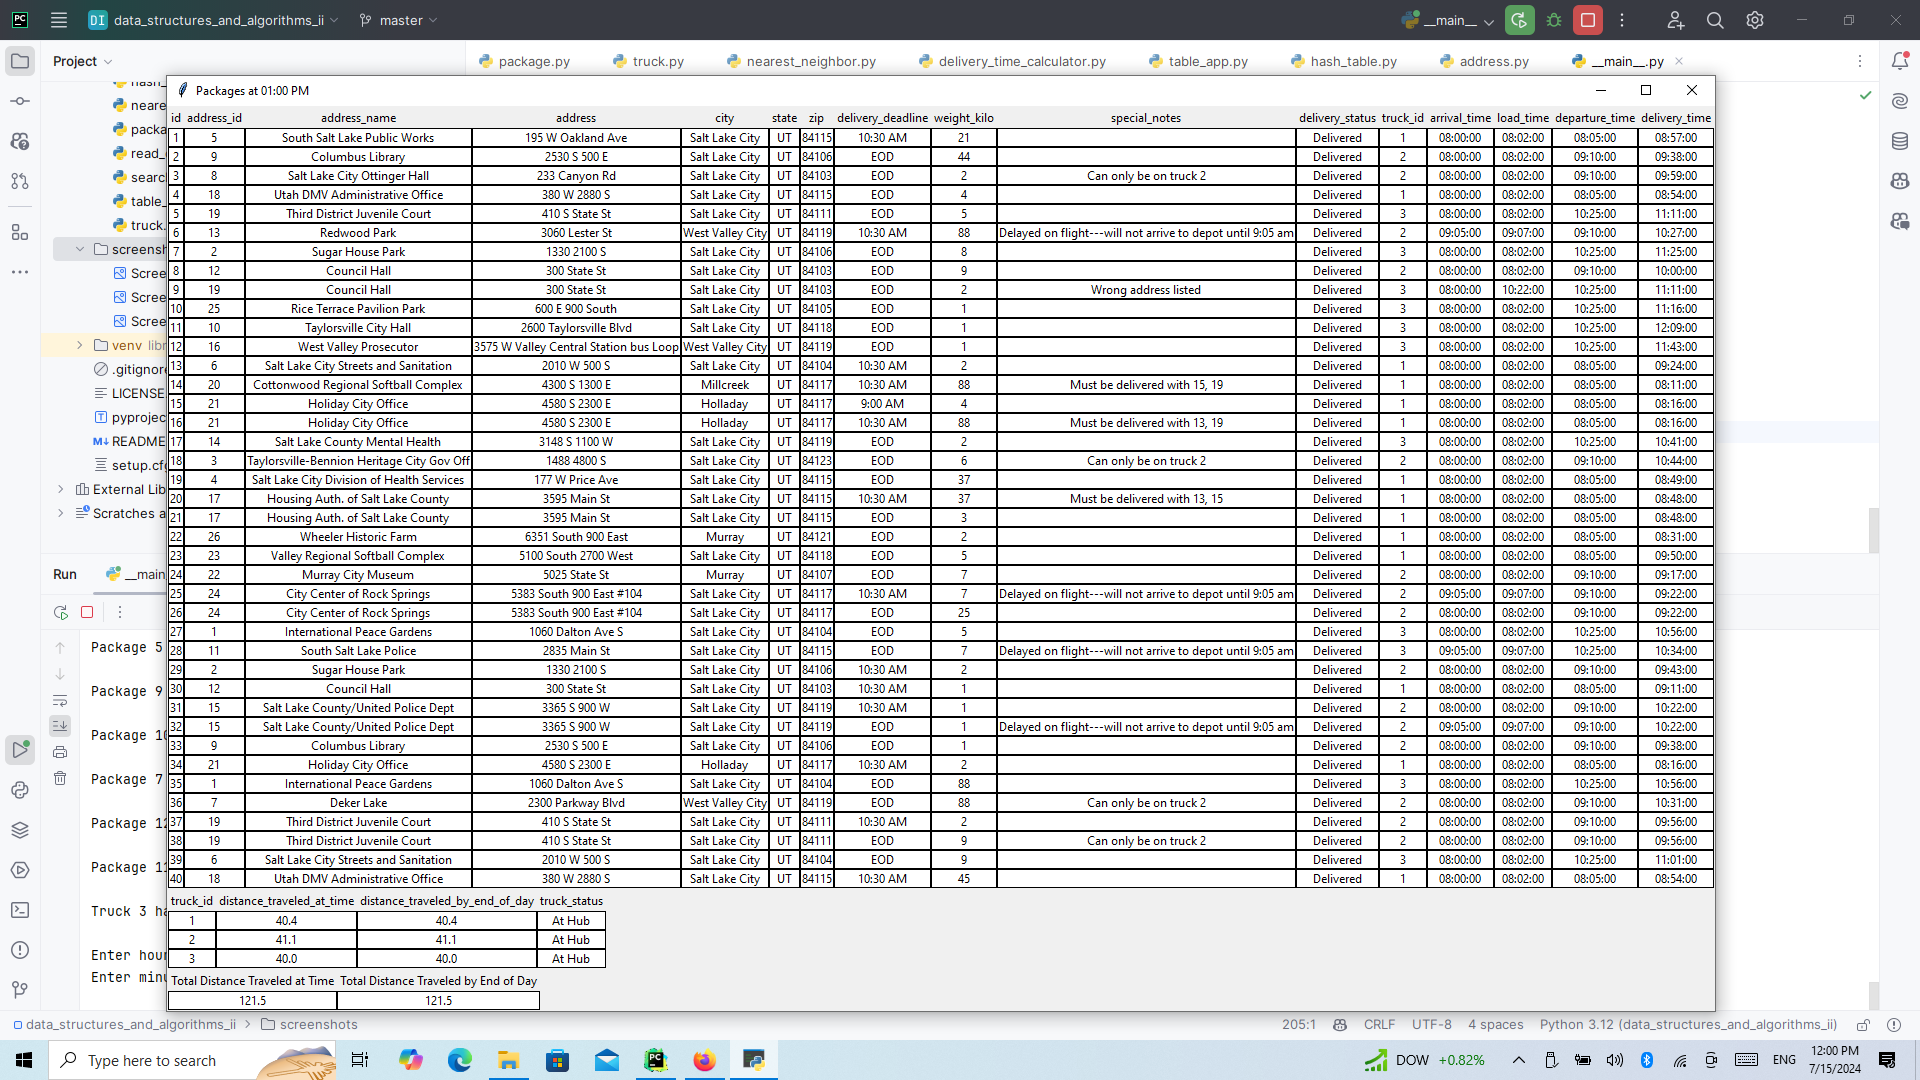 PC DI data_structures_and_algorithms_ii master __main__
Project
package.py truck.py nearest_neighbor.py delivery_time_calculator.py table_app.py hash_table.py address.py __main__.py
Packages at 01:00 PM
id address_id address_name address city state zip delivery_deadline weight_kilo special_notes delivery_status truck_id arrival_time load_time departure_time delivery_time
1 5 South Salt Lake Public Works 195 W Oakland Ave Salt Lake City UT 84115 10:30 AM 21 Delivered 1 08:00:00 08:02:00 08:05:00 08:57:00
2 9 Columbus Library 2530 S 500 E Salt Lake City UT 84106 EOD 44 Delivered 2 08:00:00 08:02:00 09:10:00 09:38:00
3 8 Salt Lake City Ottinger Hall 233 Canyon Rd Salt Lake City UT 84103 EOD 2 Can only be on truck 2 Delivered 2 08:00:00 08:02:00 09:10:00 09:59:00
4 18 Utah DMV Administrative Office 380 W 2880 S Salt Lake City UT 84115 EOD 4 Delivered 1 08:00:00 08:02:00 08:05:00 08:54:00
5 19 Third District Juvenile Court 410 S State St Salt Lake City UT 84111 EOD 5 Delivered 3 08:00:00 08:02:00 10:25:00 11:11:00
6 13 Redwood Park 3060 Lester St West Valley City UT 84119 10:30 AM 88 Delayed on flight---will not arrive to depot until 9:05 am Delivered 2 09:05:00 09:07:00 09:10:00 10:27:00
7 2 Sugar House Park 1330 2100 S Salt Lake City UT 84106 EOD 8 Delivered 3 08:00:00 08:02:00 10:25:00 11:25:00
8 12 Council Hall 300 State St Salt Lake City UT 84103 EOD 9 Delivered 2 08:00:00 08:02:00 09:10:00 10:00:00
9 19 Council Hall 300 State St Salt Lake City UT 84103 EOD 2 Wrong address listed Delivered 3 08:00:00 10:22:00 10:25:00 11:11:00
10 25 Rice Terrace Pavilion Park 600 E 900 South Salt Lake City UT 84105 EOD 1 Delivered 3 08:00:00 08:02:00 10:25:00 11:16:00
11 10 Taylorsville City Hall 2600 Taylorsville Blvd Salt Lake City UT 84118 EOD 1 Delivered 3 08:00:00 08:02:00 10:25:00 12:09:00
12 16 West Valley Prosecutor 3575 W Valley Central Station bus Loop West Valley City UT 84119 EOD 1 Delivered 3 08:00:00 08:02:00 10:25:00 11:43:00
13 6 Salt Lake City Streets and Sanitation 2010 W 500 S Salt Lake City UT 84104 10:30 AM 2 Delivered 1 08:00:00 08:02:00 08:05:00 09:24:00
14 20 Cottonwood Regional Softball Complex 4300 S 1300 E Millcreek UT 84117 10:30 AM 88 Must be delivered with 15, 19 Delivered 1 08:00:00 08:02:00 08:05:00 08:11:00
15 21 Holiday City Office 4580 S 2300 E Holladay UT 84117 9:00 AM 4 Delivered 1 08:00:00 08:02:00 08:05:00 08:16:00
16 21 Holiday City Office 4580 S 2300 E Holladay UT 84117 10:30 AM 88 Must be delivered with 13, 19 Delivered 1 08:00:00 08:02:00 08:05:00 08:16:00
17 14 Salt Lake County Mental Health 3148 S 1100 W Salt Lake City UT 84119 EOD 2 Delivered 3 08:00:00 08:02:00 10:25:00 10:41:00
18 3 Taylorsville-Bennion Heritage City Gov Off 1488 4800 S Salt Lake City UT 84123 EOD 6 Can only be on truck 2 Delivered 2 08:00:00 08:02:00 09:10:00 10:44:00
19 4 Salt Lake City Division of Health Services 177 W Price Ave Salt Lake City UT 84115 EOD 37 Delivered 1 08:00:00 08:02:00 08:05:00 08:49:00
20 17 Housing Auth. of Salt Lake County 3595 Main St Salt Lake City UT 84115 10:30 AM 37 Must be delivered with 13, 15 Delivered 1 08:00:00 08:02:00 08:05:00 08:48:00
21 17 Housing Auth. of Salt Lake County 3595 Main St Salt Lake City UT 84115 EOD 3 Delivered 1 08:00:00 08:02:00 08:05:00 08:48:00
22 26 Wheeler Historic Farm 6351 South 900 East Murray UT 84121 EOD 2 Delivered 1 08:00:00 08:02:00 08:05:00 08:31:00
23 23 Valley Regional Softball Complex 5100 South 2700 West Salt Lake City UT 84118 EOD 5 Delivered 1 08:00:00 08:02:00 08:05:00 09:50:00
24 22 Murray City Museum 5025 State St Murray UT 84107 EOD 7 Delivered 2 08:00:00 08:02:00 09:10:00 09:17:00
25 24 City Center of Rock Springs 5383 South 900 East #104 Salt Lake City UT 84117 10:30 AM 7 Delayed on flight---will not arrive to depot until 9:05 am Delivered 2 09:05:00 09:07:00 09:10:00 09:22:00
26 24 City Center of Rock Springs 5383 South 900 East #104 Salt Lake City UT 84117 EOD 25 Delivered 2 08:00:00 08:02:00 09:10:00 09:22:00
27 1 International Peace Gardens 1060 Dalton Ave S Salt Lake City UT 84104 EOD 5 Delivered 3 08:00:00 08:02:00 10:25:00 10:56:00
28 11 South Salt Lake Police 2835 Main St Salt Lake City UT 84115 EOD 7 Delayed on flight---will not arrive to depot until 9:05 am Delivered 3 09:05:00 09:07:00 10:25:00 10:34:00
29 2 Sugar House Park 1330 2100 S Salt Lake City UT 84106 10:30 AM 2 Delivered 2 08:00:00 08:02:00 09:10:00 09:43:00
30 12 Council Hall 300 State St Salt Lake City UT 84103 10:30 AM 1 Delivered 1 08:00:00 08:02:00 08:05:00 09:11:00
31 15 Salt Lake County/United Police Dept 3365 S 900 W Salt Lake City UT 84119 10:30 AM 1 Delivered 2 08:00:00 08:02:00 09:10:00 10:22:00
32 15 Salt Lake County/United Police Dept 3365 S 900 W Salt Lake City UT 84119 EOD 1 Delayed on flight---will not arrive to depot until 9:05 am Delivered 2 09:05:00 09:07:00 09:10:00 10:22:00
33 9 Columbus Library 2530 S 500 E Salt Lake City UT 84106 EOD 1 Delivered 2 08:00:00 08:02:00 09:10:00 09:38:00
34 21 Holiday City Office 4580 S 2300 E Holladay UT 84117 10:30 AM 2 Delivered 1 08:00:00 08:02:00 08:05:00 08:16:00
35 1 International Peace Gardens 1060 Dalton Ave S Salt Lake City UT 84104 EOD 88 Delivered 3 08:00:00 08:02:00 10:25:00 10:56:00
36 7 Deker Lake 2300 Parkway Blvd West Valley City UT 84119 EOD 88 Can only be on truck 2 Delivered 2 08:00:00 08:02:00 09:10:00 10:31:00
37 19 Third District Juvenile Court 410 S State St Salt Lake City UT 84111 10:30 AM 2 Delivered 2 08:00:00 08:02:00 09:10:00 09:56:00
38 19 Third District Juvenile Court 410 S State St Salt Lake City UT 84111 EOD 9 Can only be on truck 2 Delivered 2 08:00:00 08:02:00 09:10:00 09:56:00
39 6 Salt Lake City Streets and Sanitation 2010 W 500 S Salt Lake City UT 84104 EOD 9 Delivered 3 08:00:00 08:02:00 10:25:00 11:01:00
40 18 Utah DMV Administrative Office 380 W 2880 S Salt Lake City UT 84115 10:30 AM 45 Delivered 1 08:00:00 08:02:00 08:05:00 08:54:00
truck_id distance_traveled_at_time distance_traveled_by_end_of_day truck_status
1 40.4 40.4 At Hub
2 41.1 41.1 At Hub
3 40.0 40.0 At Hub
Total Distance Traveled at Time Total Distance Traveled by End of Day
121.5 121.5
neare
packa
read_
searc
table_
truck.
screensh
Scree
Scree
Scree
venv libr
.gitignore
LICENSE
pyprojec
M↓ README
setup.cfg
External Lib
Scratches a
Run __main
Package 5
Package 9
Package 10
Package 7
Package 12
Package 11
Truck 3 ha
Enter hour
Enter minu
data_structures_and_algorithms_ii > screenshots 205:1 CRLF UTF-8 4 spaces Python 3.12 (data_structures_and_algorithms_ii)
Type here to search DOW +0.82% ENG 12:00 PM
7/15/2024